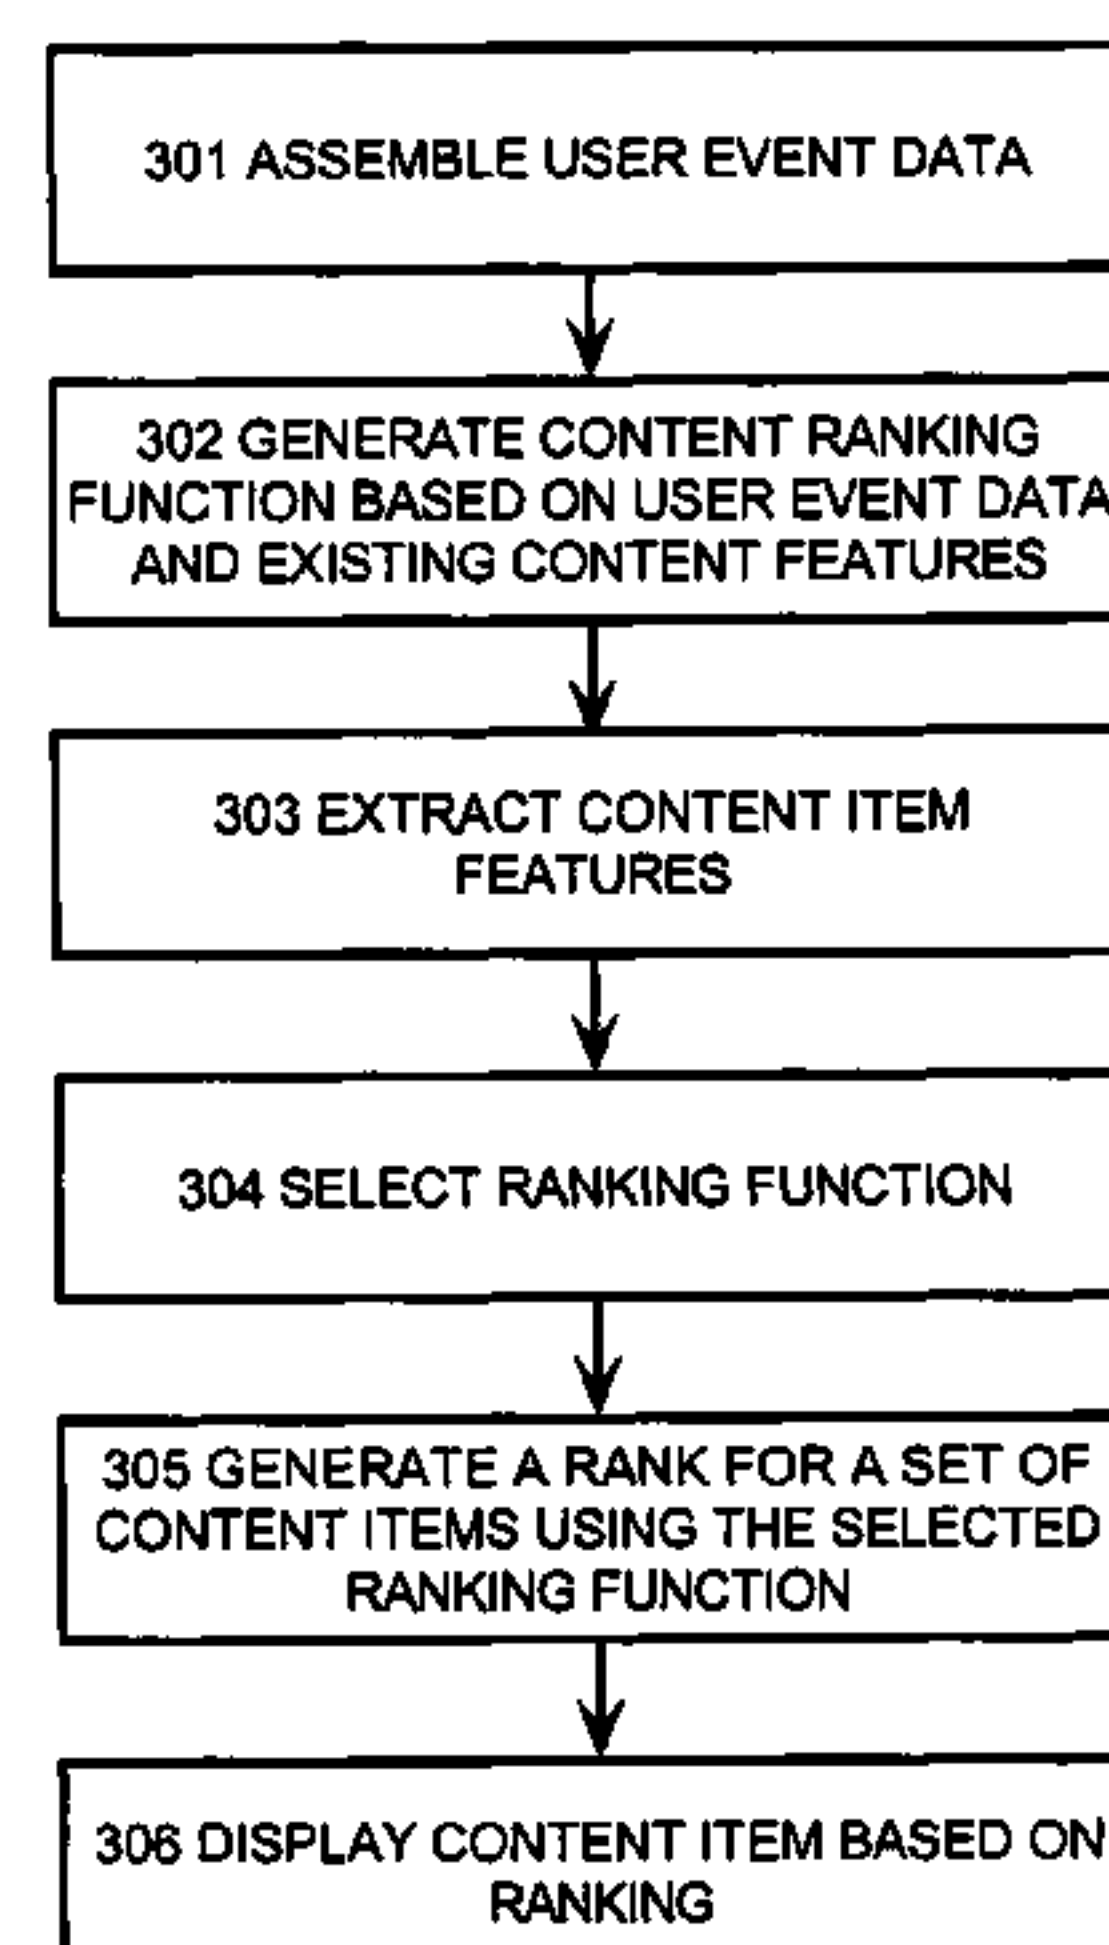 301 ASSEMBLE USER EVENT DATA
302 GENERATE CONTENT RANKING
FUNCTION BASED ON USER EVENT DATA
AND EXISTING CONTENT FEATURES
303 EXTRACT CONTENT ITEM
FEATURES
304 SELECT RANKING FUNCTION
305 GENERATE A RANK FOR A SET OF
CONTENT ITEMS USING THE SELECTED
RANKING FUNCTION
306 DISPLAY CONTENT ITEM BASED ON
RANKING